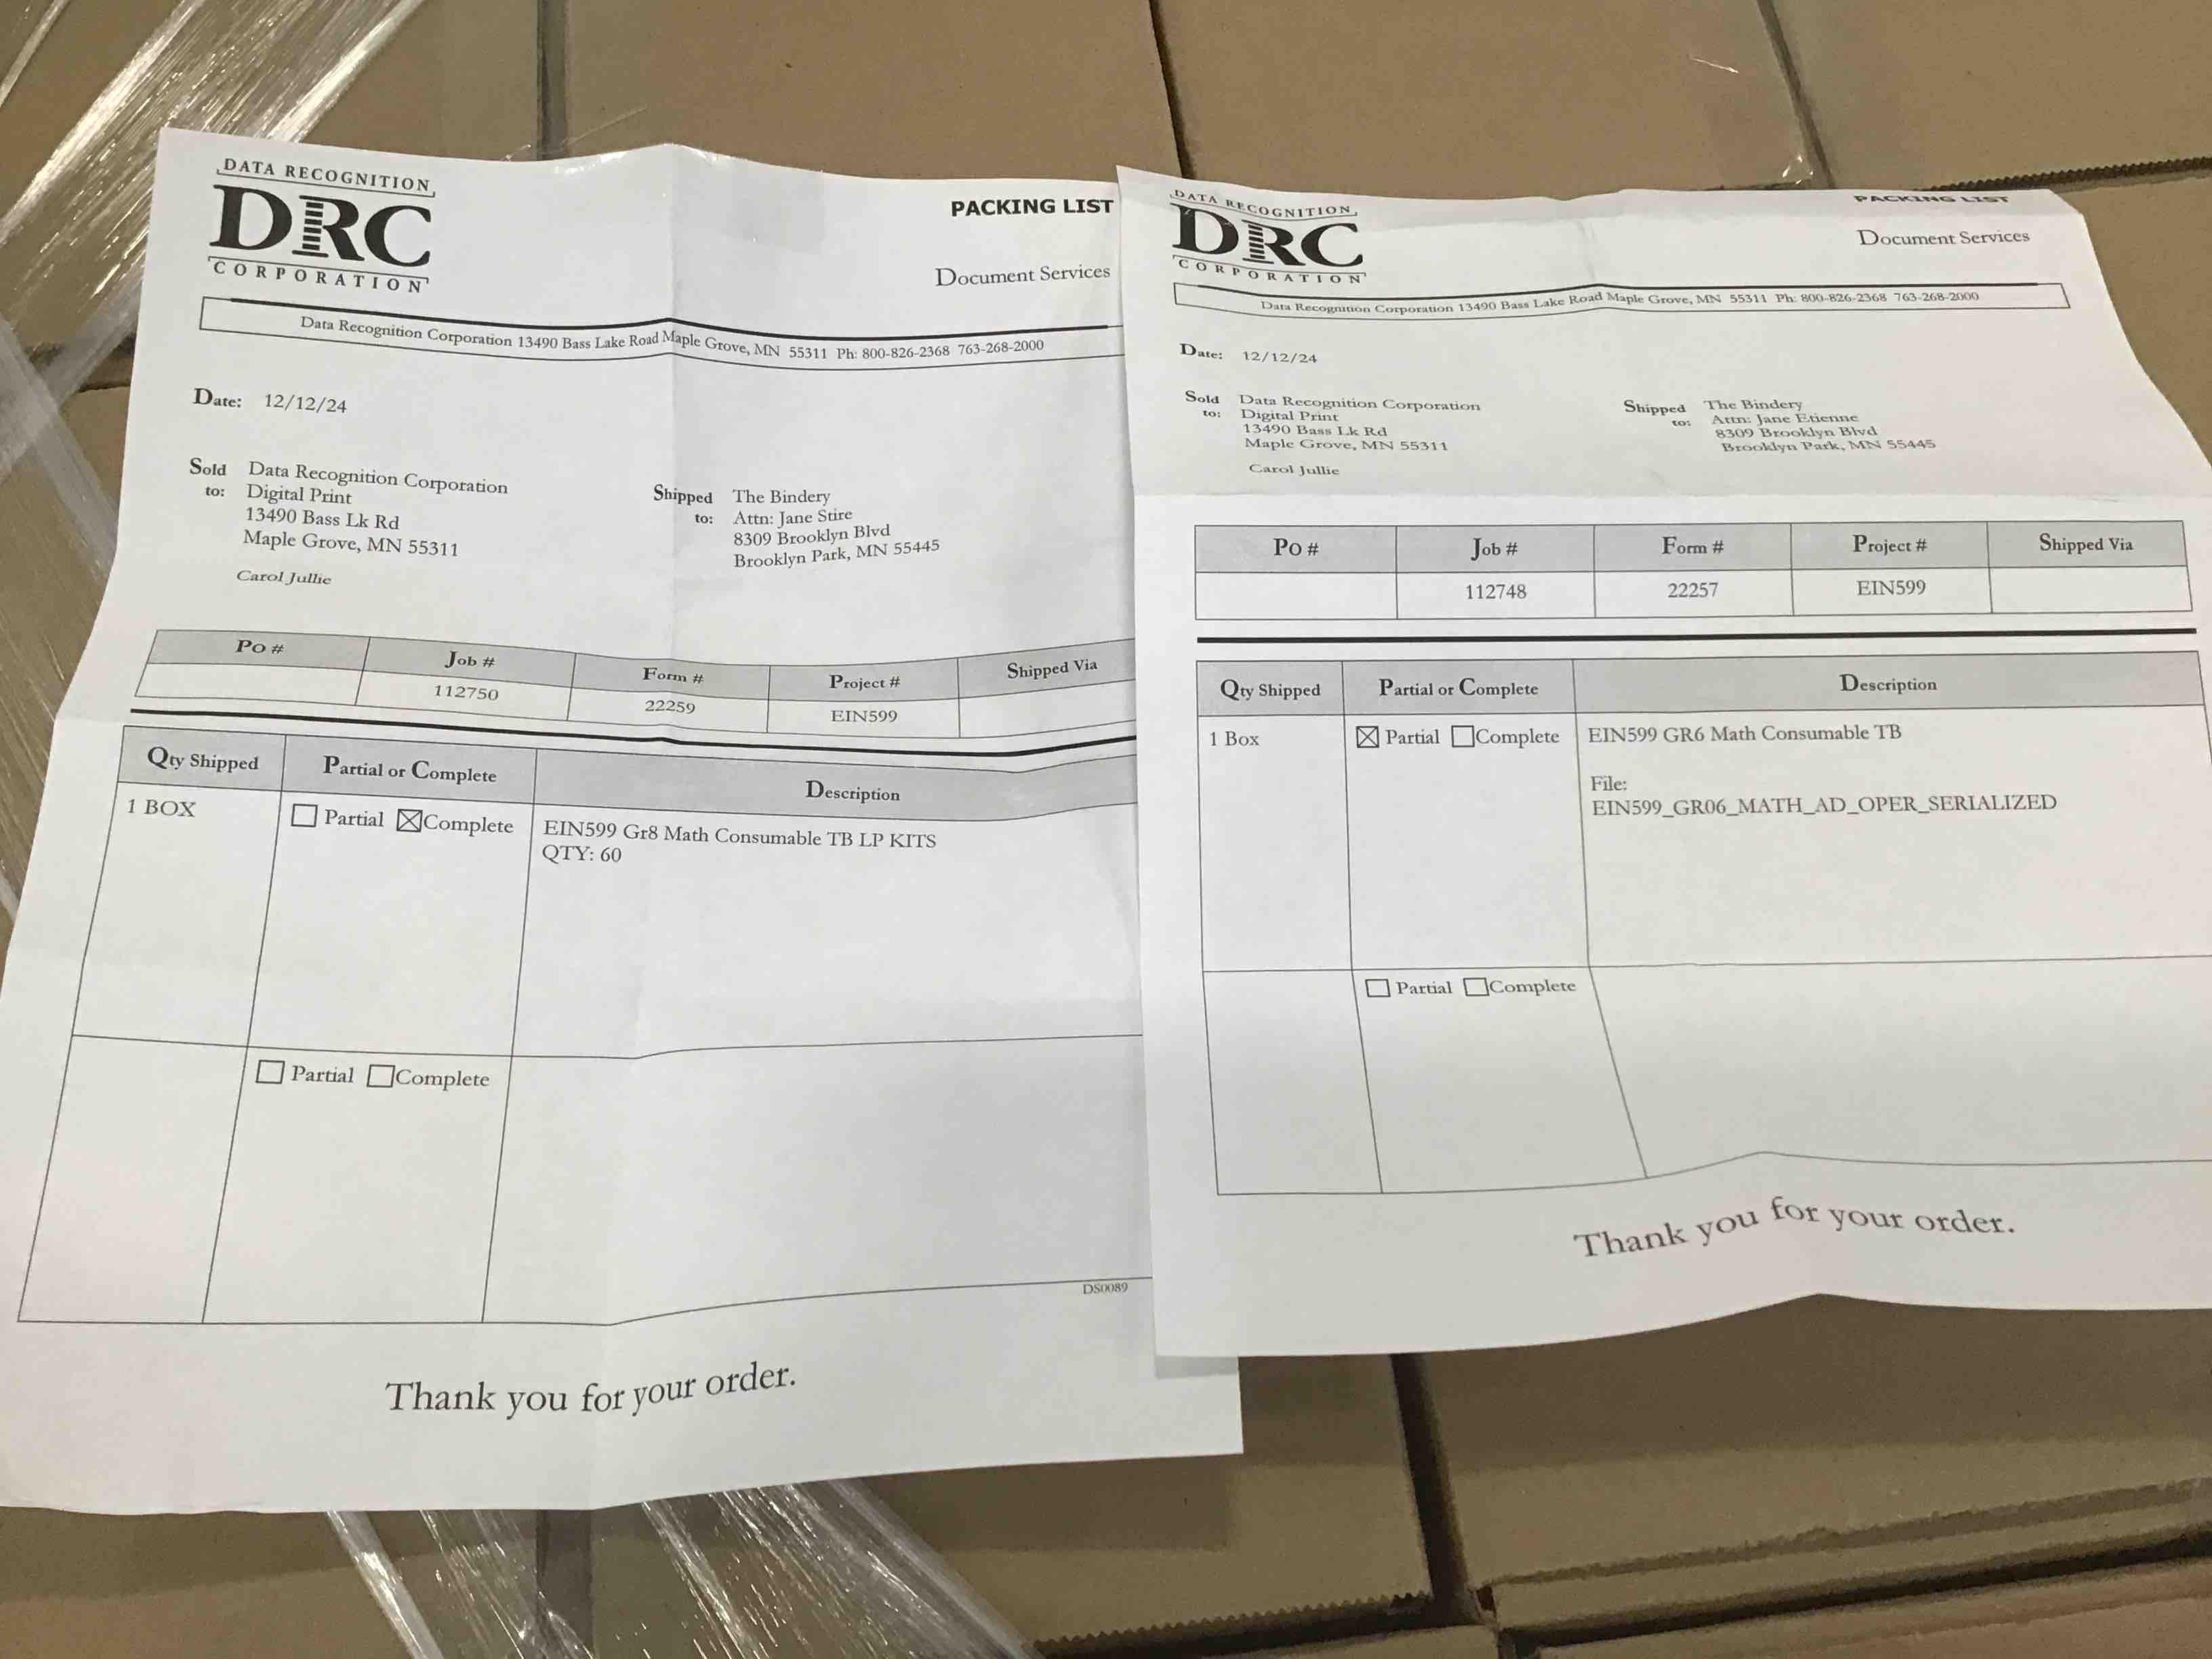 DATA RECOGNITION
DRC
CORPORATION
PACKING LIST
Document Services
Data Recognition Corporation 13490 Bass Lake Road Maple Grove, MN 55311 Ph: 800-826-2368 763-268-2000
Date: 12/12/24
Sold to:
Data Recognition Corporation
Digital Print
13490 Bass Lk Rd
Maple Grove, MN 55311
Carol Jullie
Shipped to:
The Bindery
Attn: Jane Stire
8309 Brooklyn Blvd
Brooklyn Park, MN 55445
PO # Job # Form # Project # Shipped Via
112750 22259 EIN599
Qty Shipped Partial or Complete Description
1 BOX ☐ Partial ☒ Complete EIN599 Gr8 Math Consumable TB LP KITS
QTY: 60
☐ Partial ☐ Complete
DS0089
Thank you for your order.
DATA RECOGNITION
DRC
CORPORATION
PACKING LIST
Document Services
Data Recognition Corporation 13490 Bass Lake Road Maple Grove, MN 55311 Ph: 800-826-2368 763-268-2000
Date: 12/12/24
Sold to:
Data Recognition Corporation
Digital Print
13490 Bass Lk Rd
Maple Grove, MN 55311
Carol Jullie
Shipped to:
The Bindery
Attn: Jane Etienne
8309 Brooklyn Blvd
Brooklyn Park, MN 55445
PO # Job # Form # Project # Shipped Via
112748 22257 EIN599
Qty Shipped Partial or Complete Description
1 Box ☒ Partial ☐ Complete EIN599 GR6 Math Consumable TB
File:
EIN599_GR06_MATH_AD_OPER_SERIALIZED
☐ Partial ☐ Complete
Thank you for your order.